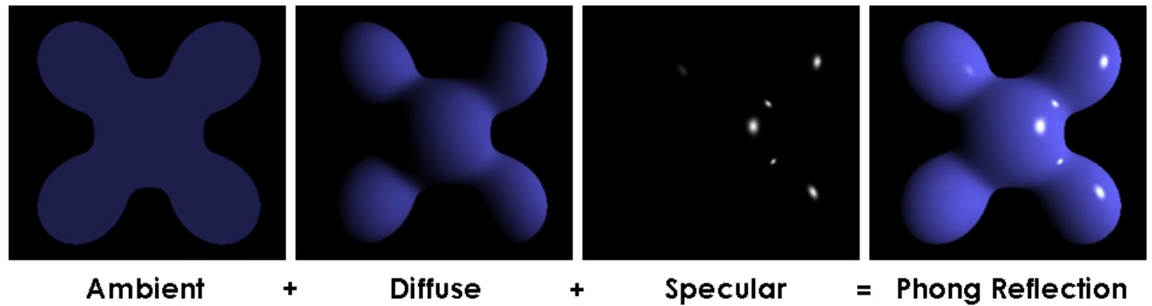 Ambient + Diffuse + Specular = Phong Reflection